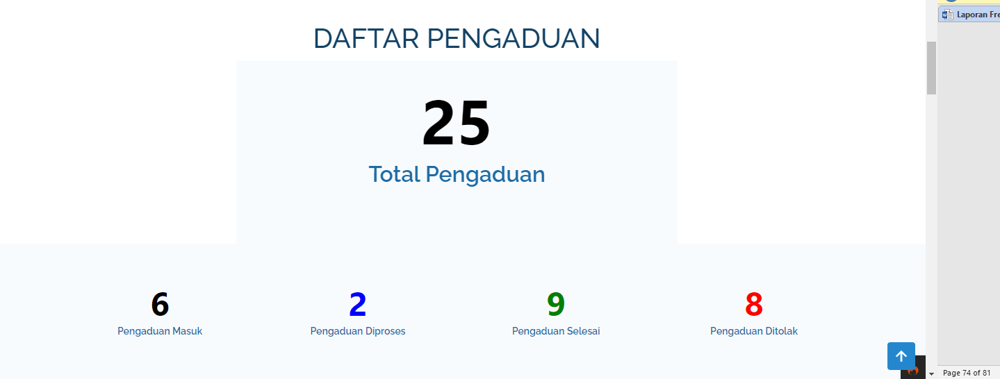 Laporan Fre
DAFTAR PENGADUAN
25
Total Pengaduan
6
Pengaduan Masuk
2
Pengaduan Diproses
9
Pengaduan Selesai
8
Pengaduan Ditolak
Page 74 of 81